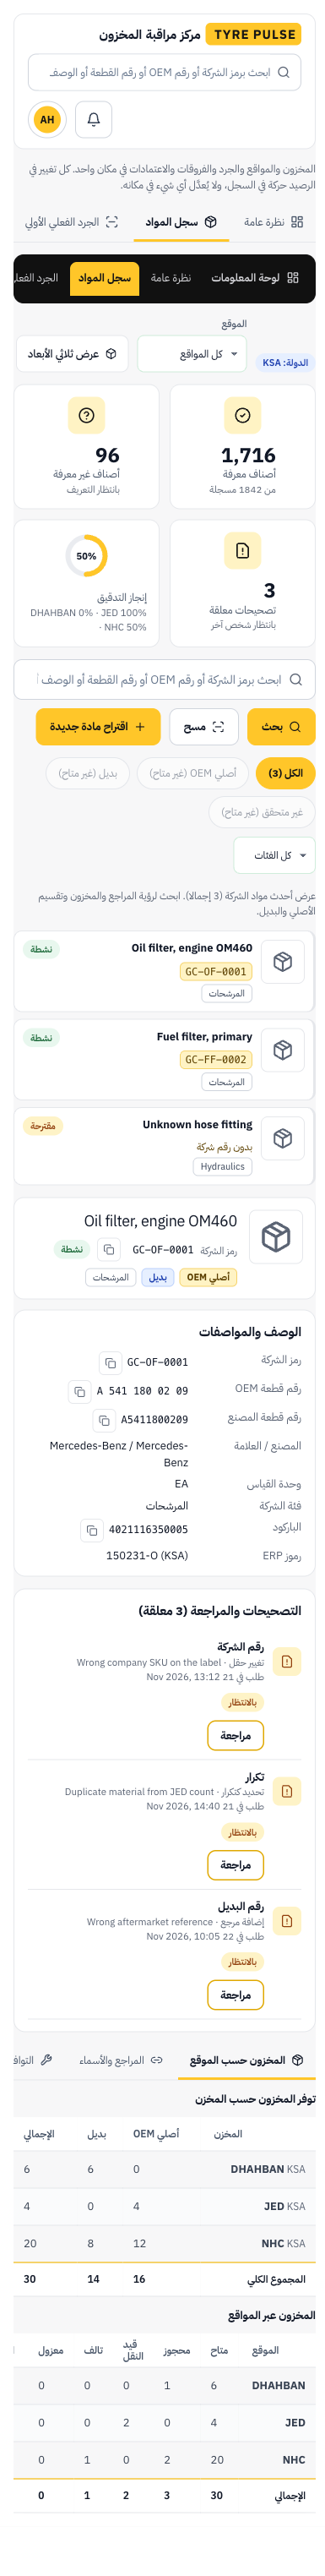 TYRE PULSE مركز مراقبة المخزون
ابحث برمز الشركة أو رقم OEM أو رقم القطعة أو الوصف
AH
المخزون والمواقع والجرد والفروقات والاعتمادات في مكان واحد. كل تغيير في
الرصيد حركة في السجل، ولا يُعدَّل أي شيء في مكانه.
نظرة عامة سجل المواد الجرد الفعلي الأولي
لوحة المعلومات نظرة عامة سجل المواد الجرد الفعلي
الموقع
الدولة: KSA كل المواقع عرض ثلاثي الأبعاد
1,716
أصناف معرفة
من 1842 مسجلة
96
أصناف غير معرفة
بانتظار التعريف
3
تصحيحات معلقة
بانتظار شخص آخر
50%
إنجاز التدقيق
DHAHBAN 0% · JED 100%
· NHC 50%
ابحث برمز الشركة أو رقم OEM أو رقم القطعة أو الوصف
بحث مسح اقتراح مادة جديدة
الكل (3) أصلي OEM (غير متاح) بديل (غير متاح)
غير متحقق (غير متاح)
كل الفئات
عرض أحدث مواد الشركة (3 إجمالا). ابحث لرؤية المراجع والمخزون وتقسيم
الأصلي والبديل.
Oil filter, engine OM460 نشطة
GC-OF-0001
المرشحات
Fuel filter, primary نشطة
GC-FF-0002
المرشحات
Unknown hose fitting مقترحة
بدون رقم شركة
Hydraulics
Oil filter, engine OM460
رمز الشركة GC-OF-0001 نشطة
أصلي OEM بديل المرشحات
الوصف والمواصفات
رمز الشركة GC-OF-0001
رقم قطعة OEM A 541 180 02 09
رقم قطعة المصنع A5411800209
المصنع / العلامة Mercedes-Benz / Mercedes-
Benz
وحدة القياس EA
فئة الشركة المرشحات
الباركود 4021116350005
رموز ERP 150231-O (KSA)
التصحيحات والمراجعة (3 معلقة)
رقم الشركة
تغيير حقل · Wrong company SKU on the label
طلب في 21 Nov 2026, 13:12
بالانتظار
مراجعة
تكرار
تحديد كتكرار · Duplicate material from JED count
طلب في 21 Nov 2026, 14:40
بالانتظار
مراجعة
رقم البديل
إضافة مرجع · Wrong aftermarket reference
طلب في 22 Nov 2026, 10:05
بالانتظار
مراجعة
المخزون حسب الموقع المراجع والأسماء
توفر المخزون حسب المخزن
المخزن أصلي OEM بديل الإجمالي
DHAHBAN KSA 0 6 6
JED KSA 4 0 4
NHC KSA 12 8 20
المجموع الكلي 16 14 30
المخزون عبر المواقع
الموقع متاح محجوز قيد النقل تالف معزول
DHAHBAN 6 1 0 0 0
JED 4 0 2 0 0
NHC 20 2 0 1 0
الإجمالي 30 3 2 1 0